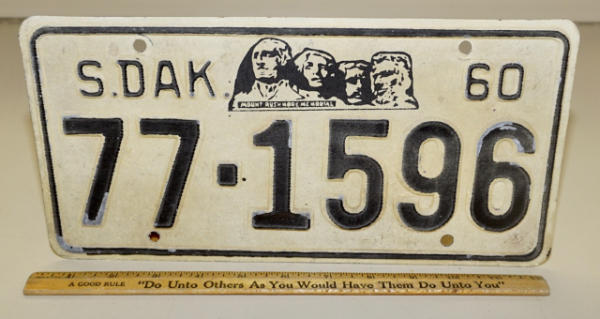 S.DAK. 60
MOUNT RUSHMORE MEMORIAL
77·1596
A GOOD RULE "Do Unto Others As You Would Have Them Do Unto You"